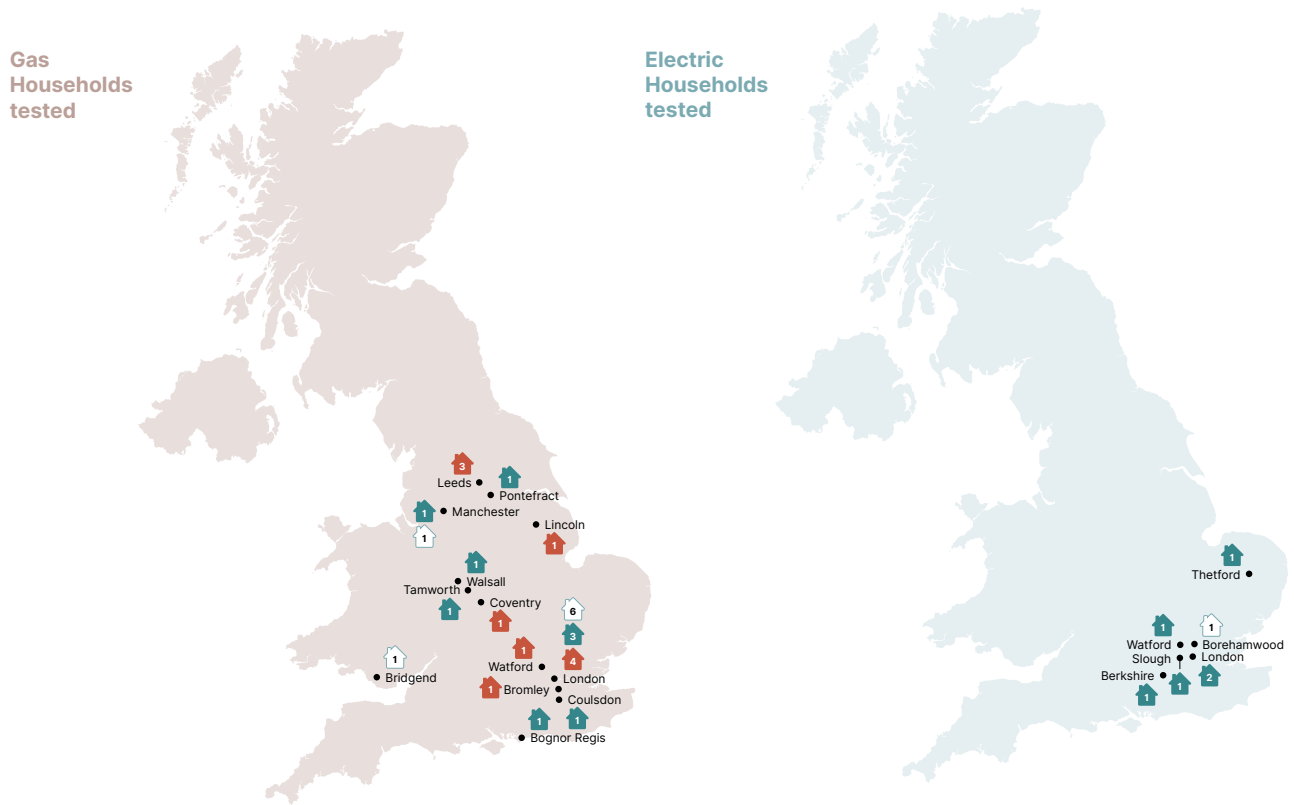 Gas
Households
tested
3
Leeds
1
Pontefract
1
Manchester
1
Lincoln
1
1
Walsall
Tamworth
1
Coventry
1
6
3
4
1
Watford
London
1
Bromley
Coulsdon
1
1
Bognor Regis
1
Bridgend
Electric
Households
tested
1
Thetford
1
1
Watford
Borehamwood
Slough
London
Berkshire
1
1
2